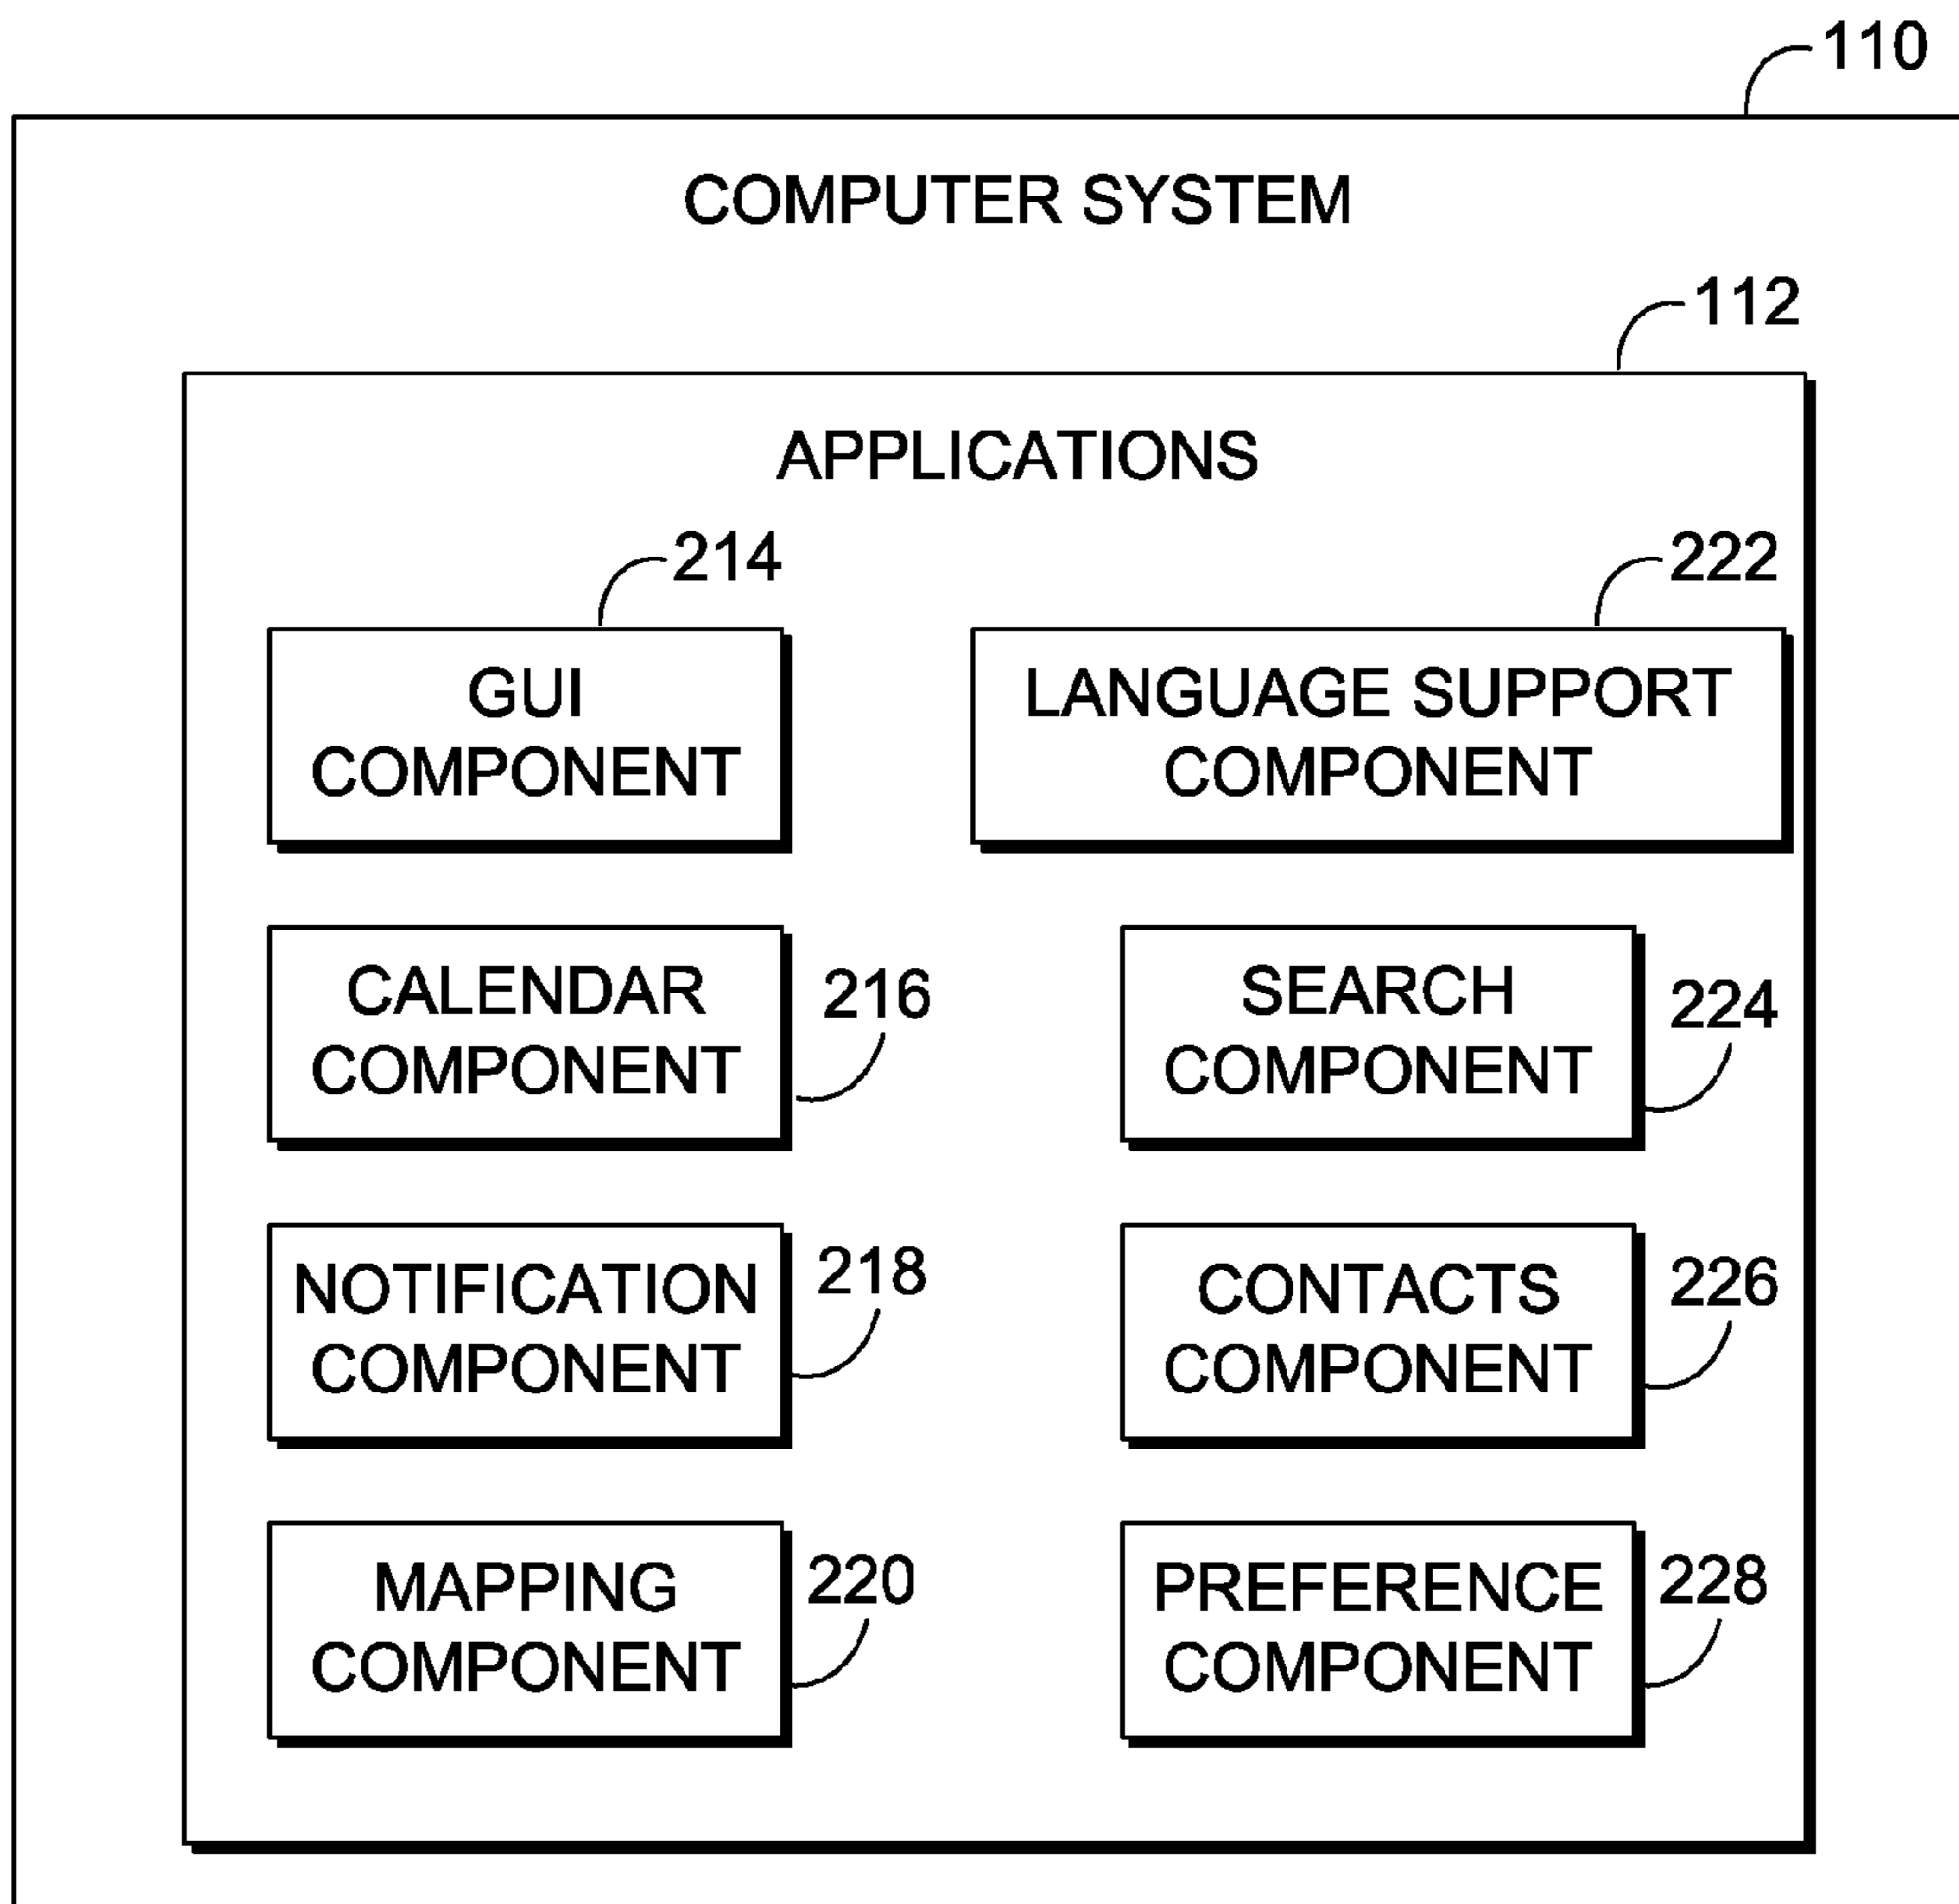 110
COMPUTER SYSTEM
112
APPLICATIONS
214
GUI
COMPONENT
222
LANGUAGE SUPPORT
COMPONENT
CALENDAR
COMPONENT
216
SEARCH
COMPONENT
224
NOTIFICATION
COMPONENT
218
CONTACTS
COMPONENT
226
MAPPING
COMPONENT
220
PREFERENCE
COMPONENT
228